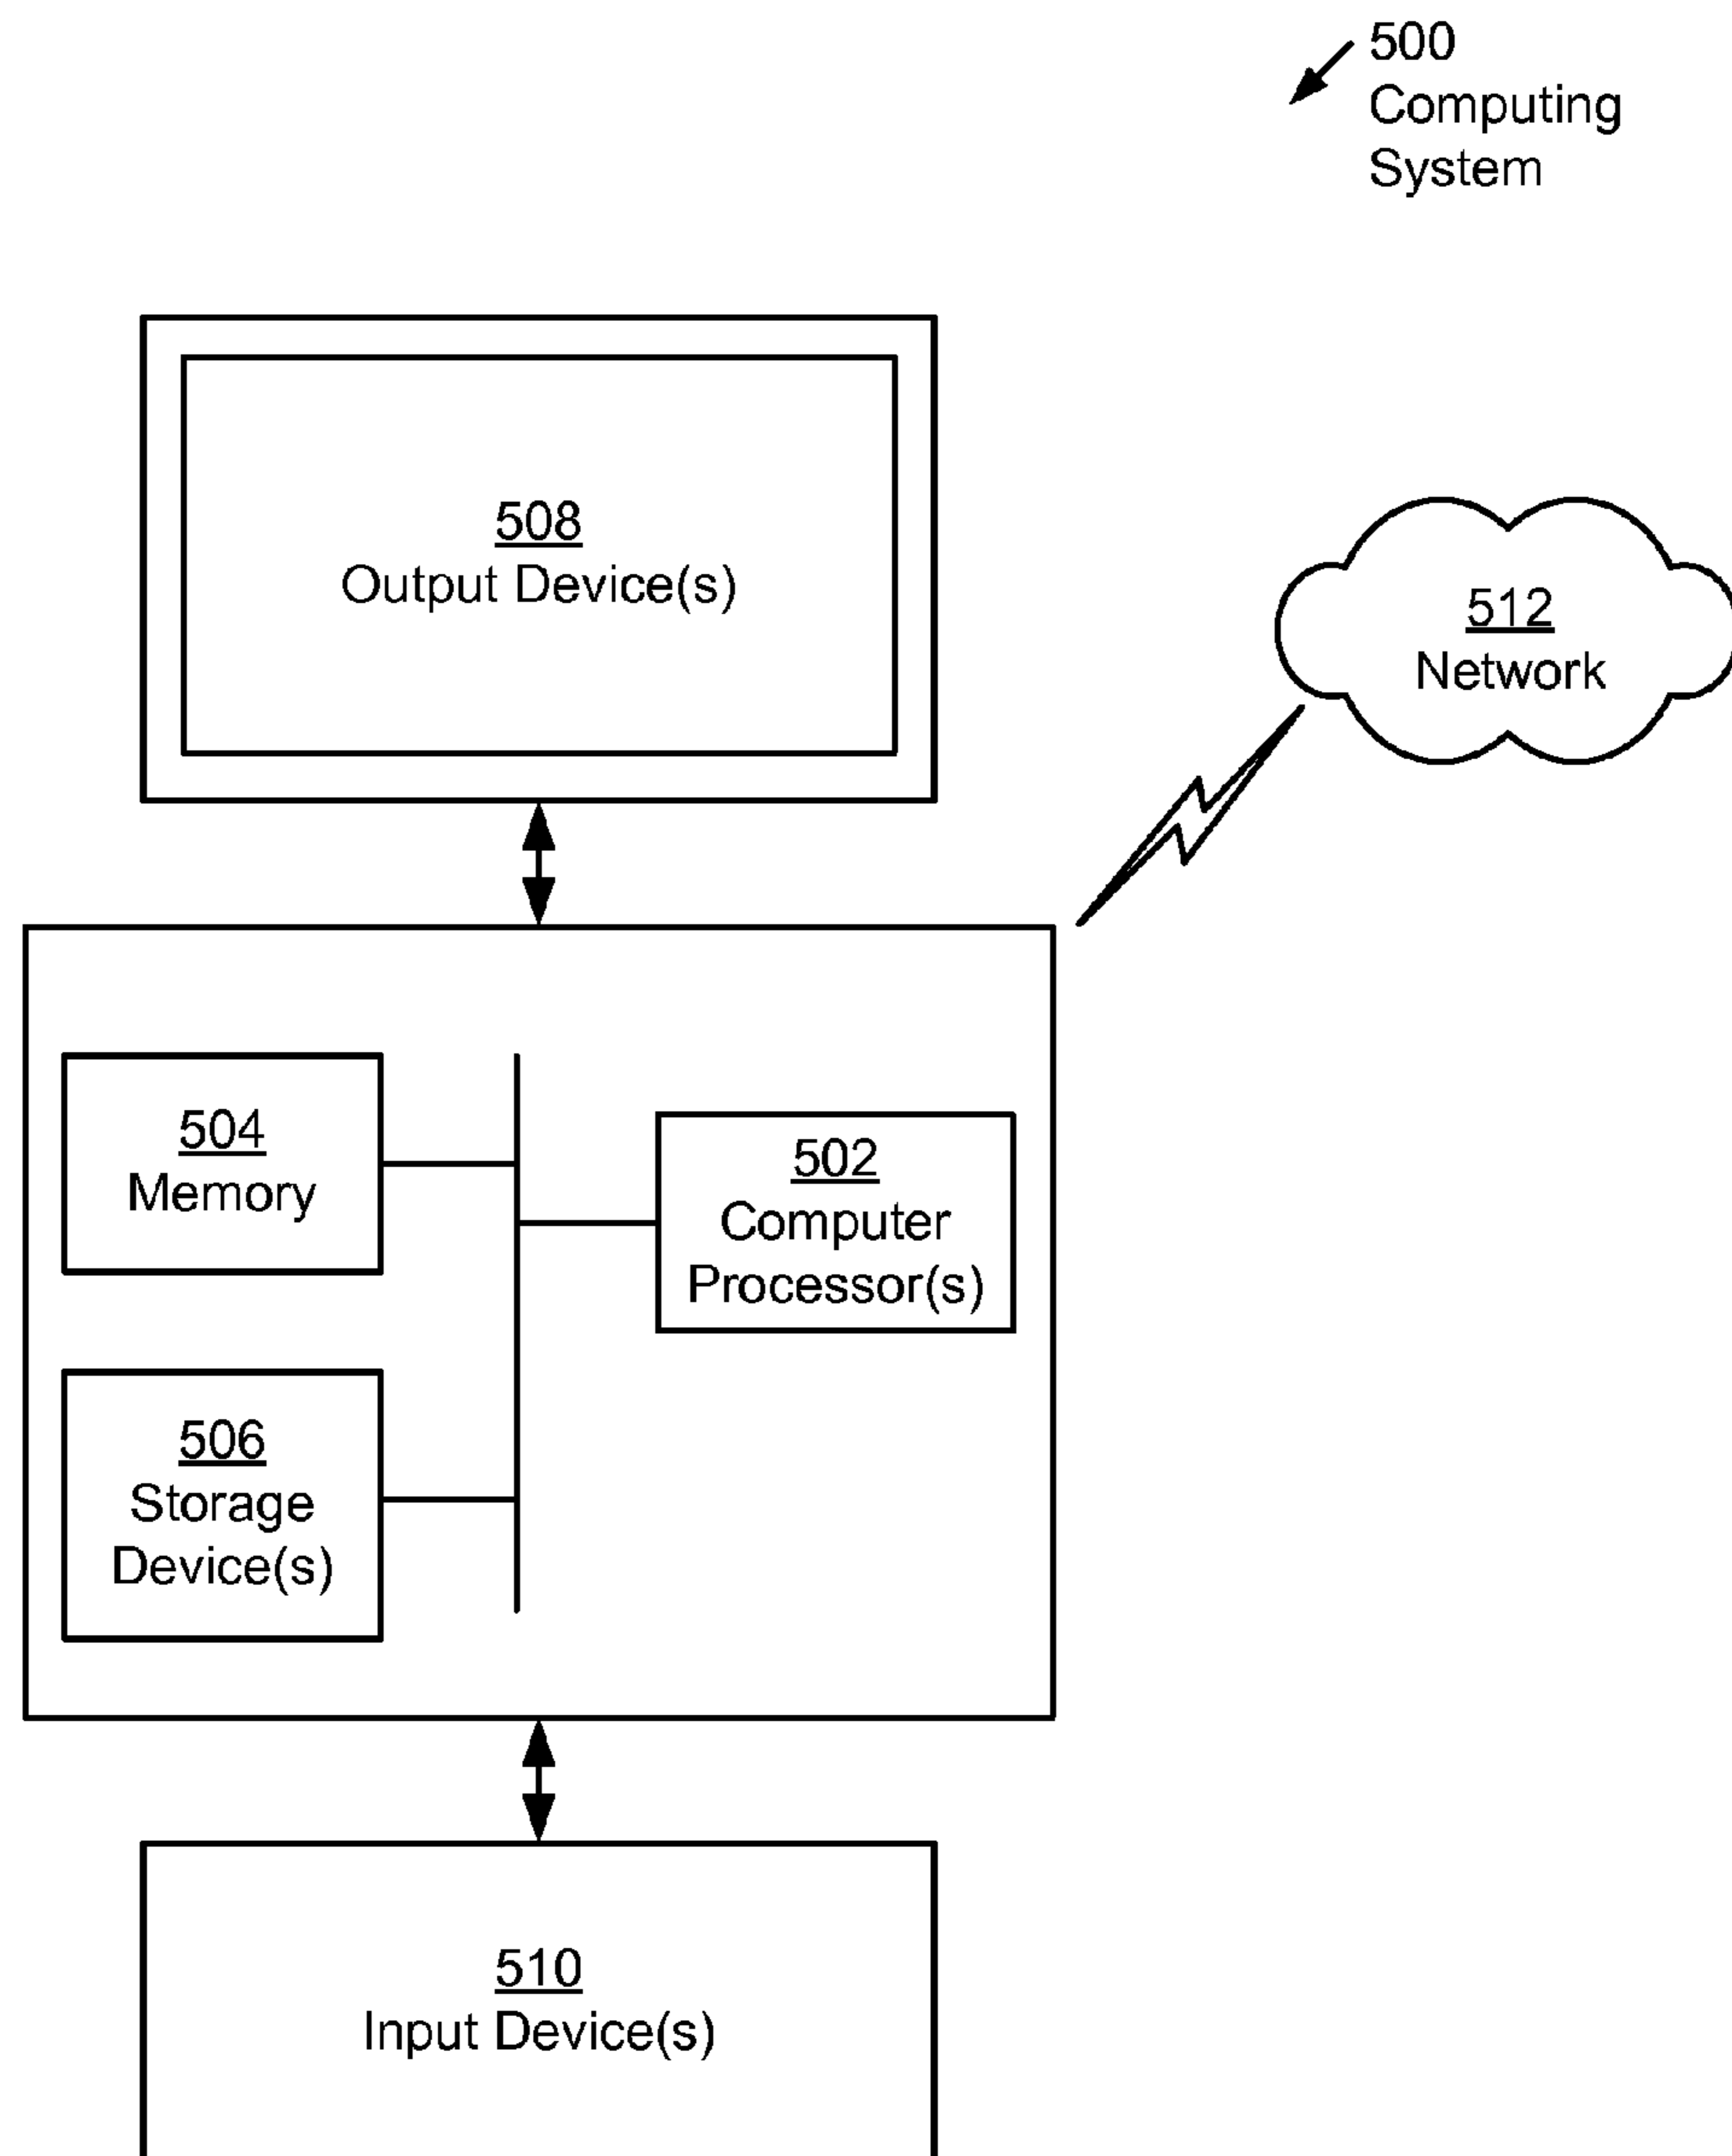 500
Computing
System
508
Output Device(s)
512
Network
504
Memory
502
Computer
Processor(s)
506
Storage
Device(s)
510
Input Device(s)